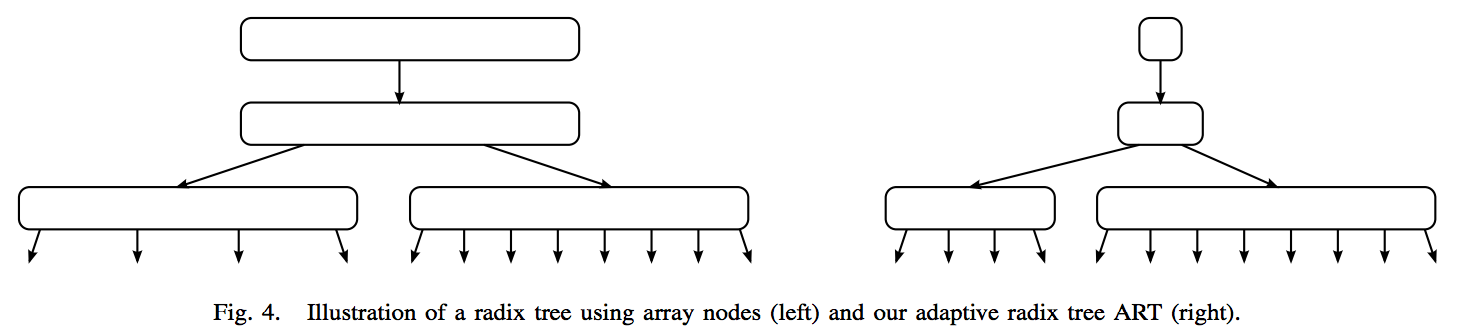 Fig. 4. Illustration of a radix tree using array nodes (left) and our adaptive radix tree ART (right).